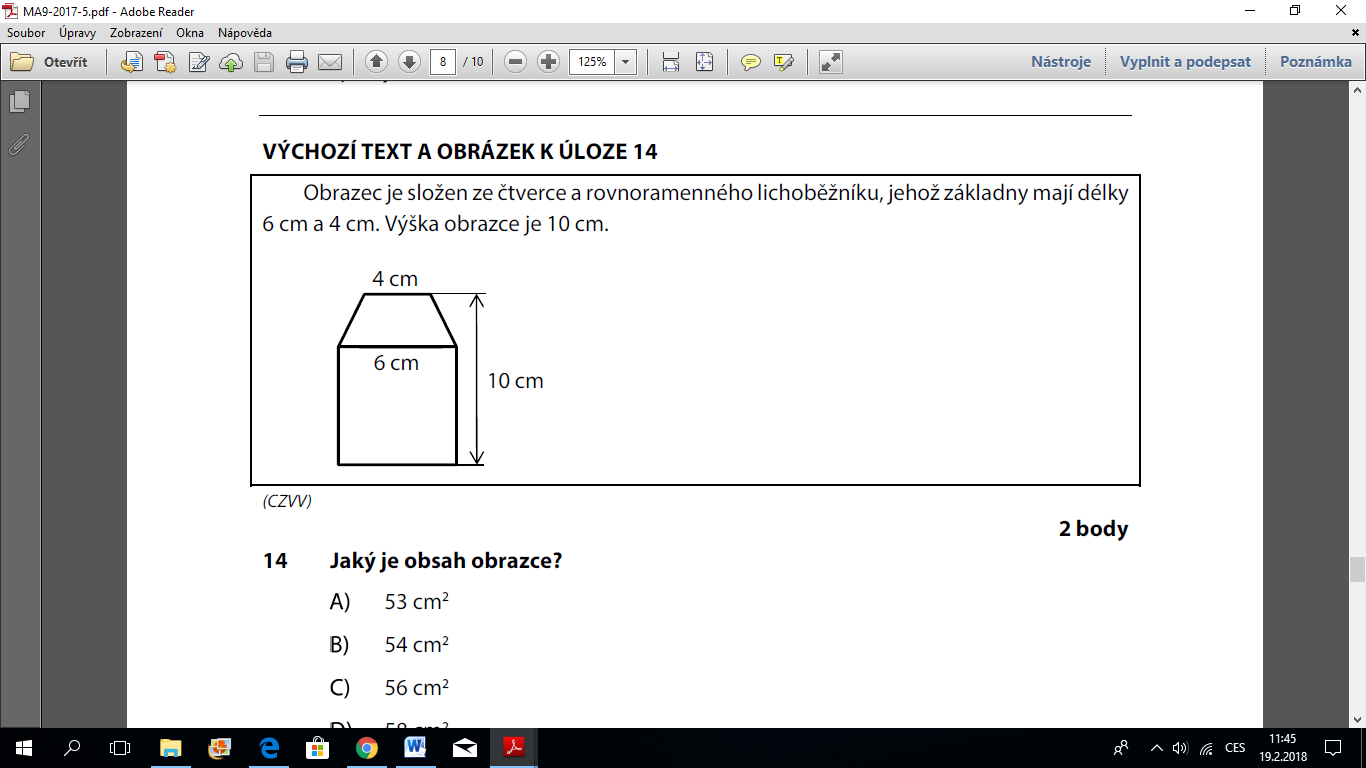 MA9-2017-5.pdf - Adobe Reader
Soubor Úpravy Zobrazení Okna Nápověda
Otevřít 8 / 10 125% Nástroje Vyplnit a podepsat Poznámka
VÝCHOZÍ TEXT A OBRÁZEK K ÚLOZE 14
Obrazec je složen ze čtverce a rovnoramenného lichoběžníku, jehož základny mají délky
6 cm a 4 cm. Výška obrazce je 10 cm.
4 cm
6 cm
10 cm
(CZVV)
2 body
14 Jaký je obsah obrazce?
A) 53 cm²
B) 54 cm²
C) 56 cm²
CES
11:45
19.2.2018